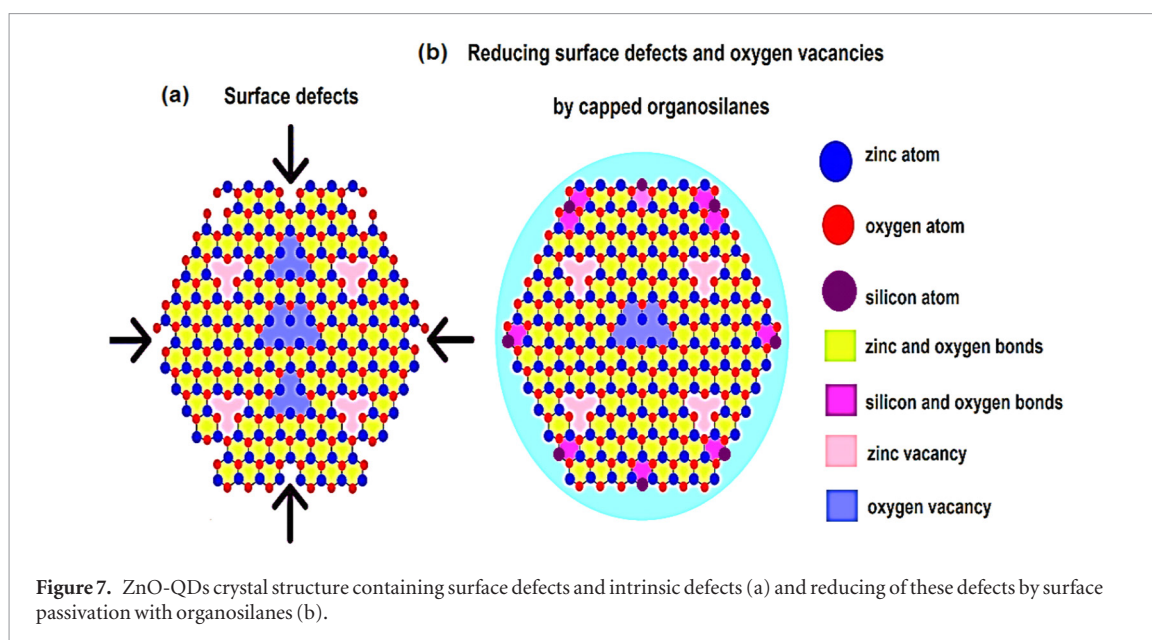 (b) Reducing surface defects and oxygen vacancies
by capped organosilanes
(a) Surface defects
zinc atom
oxygen atom
silicon atom
zinc and oxygen bonds
silicon and oxygen bonds
zinc vacancy
oxygen vacancy
Figure 7. ZnO-QDs crystal structure containing surface defects and intrinsic defects (a) and reducing of these defects by surface
passivation with organosilanes (b).